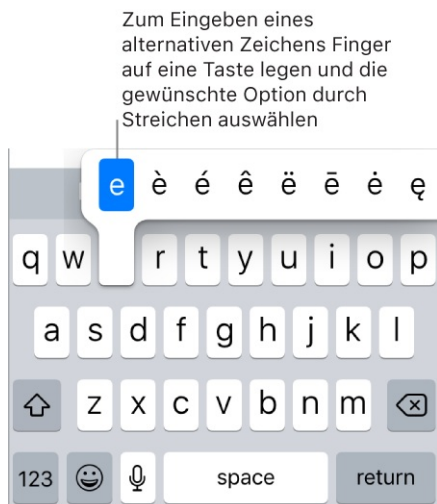 Zum Eingeben eines
alternativen Zeichens Finger
auf eine Taste legen und die
gewünschte Option durch
Streichen auswählen
e è é ê ë ē ė ę
q w r t y u i o p
a s d f g h j k l
z x c v b n m
123 space return